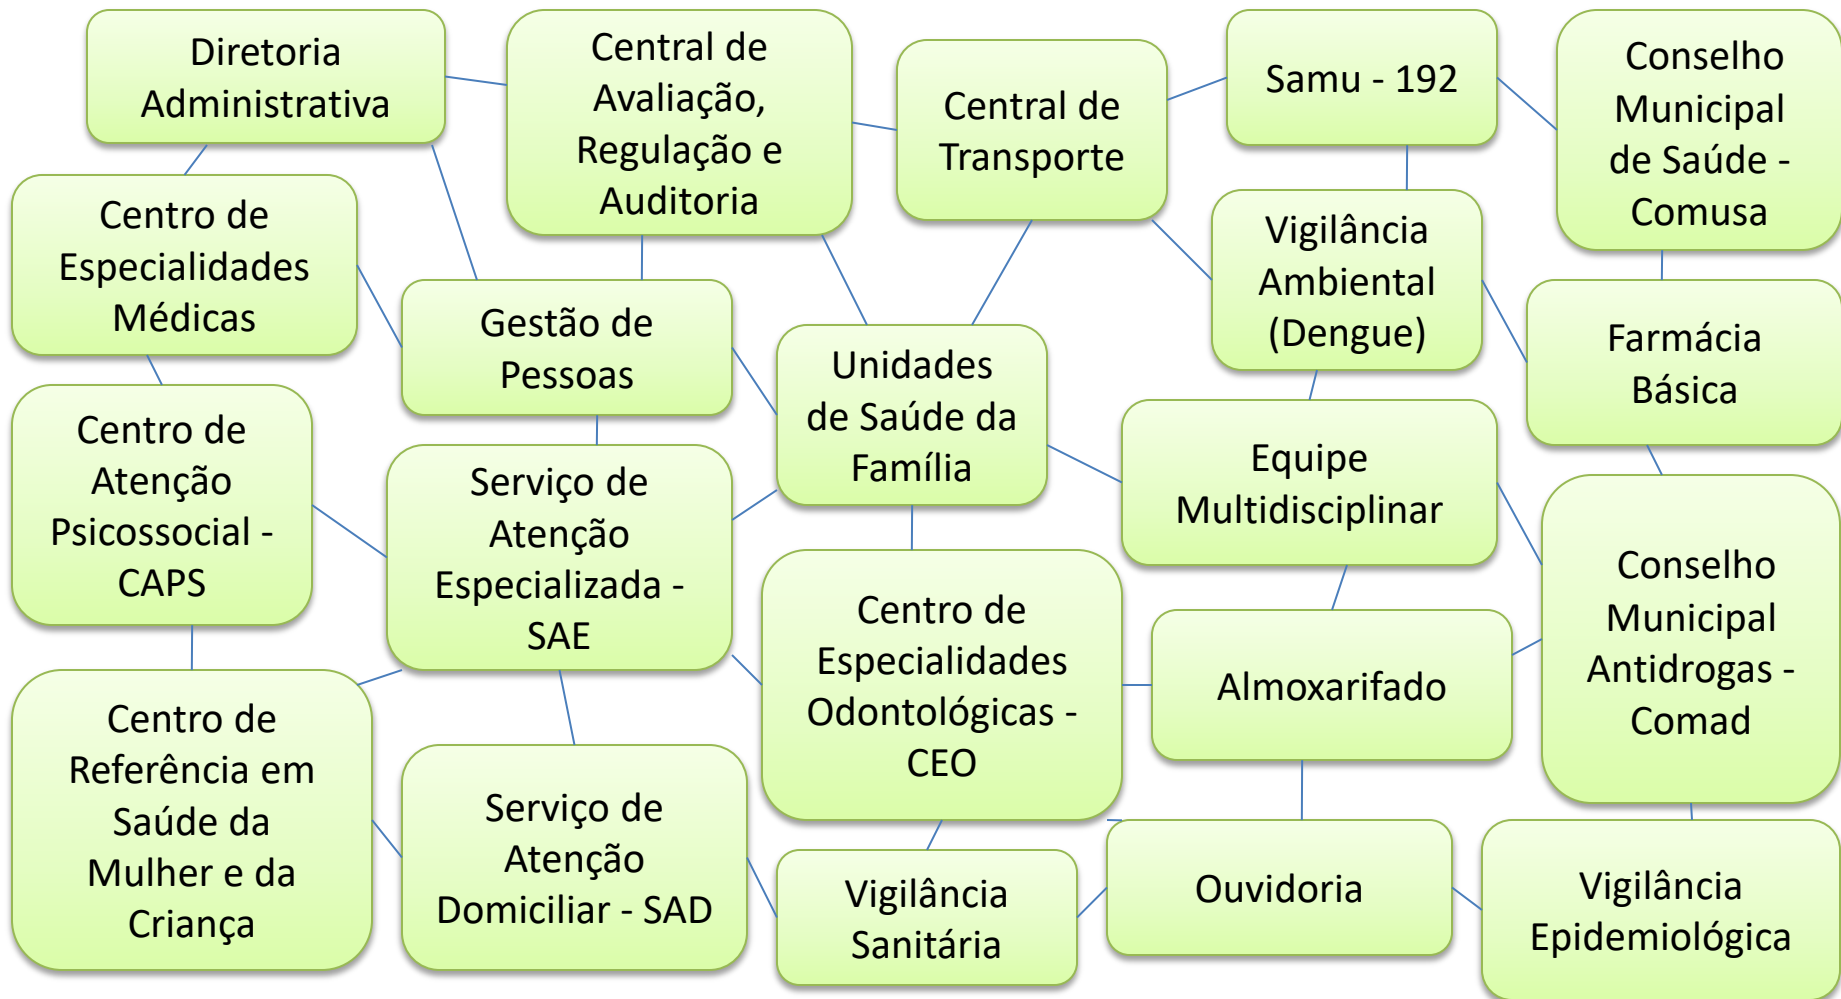 Diretoria
Administrativa
Central de
Avaliação,
Regulação e
Auditoria
Central de
Transporte
Samu - 192
Conselho
Municipal
de Saúde -
Comusa
Centro de
Especialidades
Médicas
Gestão de
Pessoas
Unidades
de Saúde da
Família
Vigilância
Ambiental
(Dengue)
Farmácia
Básica
Centro de
Atenção
Psicossocial -
CAPS
Serviço de
Atenção
Especializada -
SAE
Centro de
Especialidades
Odontológicas -
CEO
Equipe
Multidisciplinar
Almoxarifado
Conselho
Municipal
Antidrogas -
Comad
Centro de
Referência em
Saúde da
Mulher e da
Criança
Serviço de
Atenção
Domiciliar - SAD
Vigilância
Sanitária
Ouvidoria
Vigilância
Epidemiológica